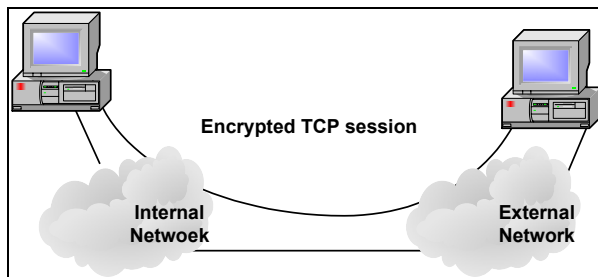 Encrypted TCP session
Internal
Netwoek
External
Network